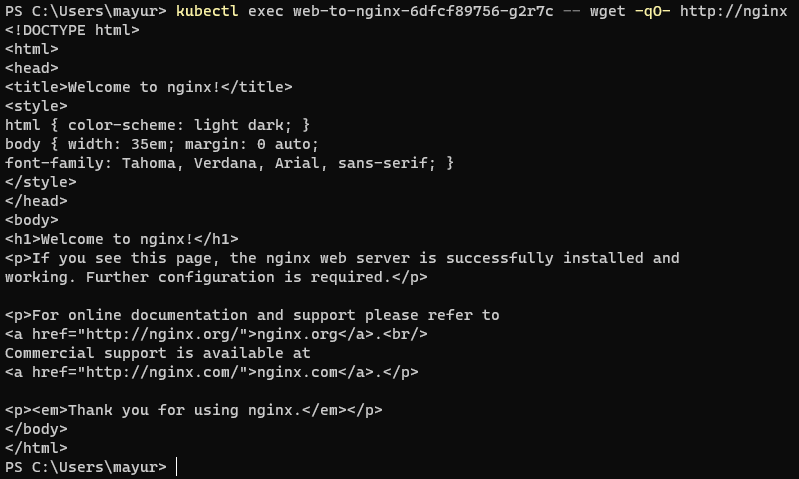 PS C:\Users\mayur> kubectl exec web-to-nginx-6dfcf89756-g2r7c -- wget -qO- http://nginx
<!DOCTYPE html>
<html>
<head>
<title>Welcome to nginx!</title>
<style>
html { color-scheme: light dark; }
body { width: 35em; margin: 0 auto;
font-family: Tahoma, Verdana, Arial, sans-serif; }
</style>
</head>
<body>
<h1>Welcome to nginx!</h1>
<p>If you see this page, the nginx web server is successfully installed and
working. Further configuration is required.</p>

<p>For online documentation and support please refer to
<a href="http://nginx.org/">nginx.org</a>.<br/>
Commercial support is available at
<a href="http://nginx.com/">nginx.com</a>.</p>

<p><em>Thank you for using nginx.</em></p>
</body>
</html>
PS C:\Users\mayur>